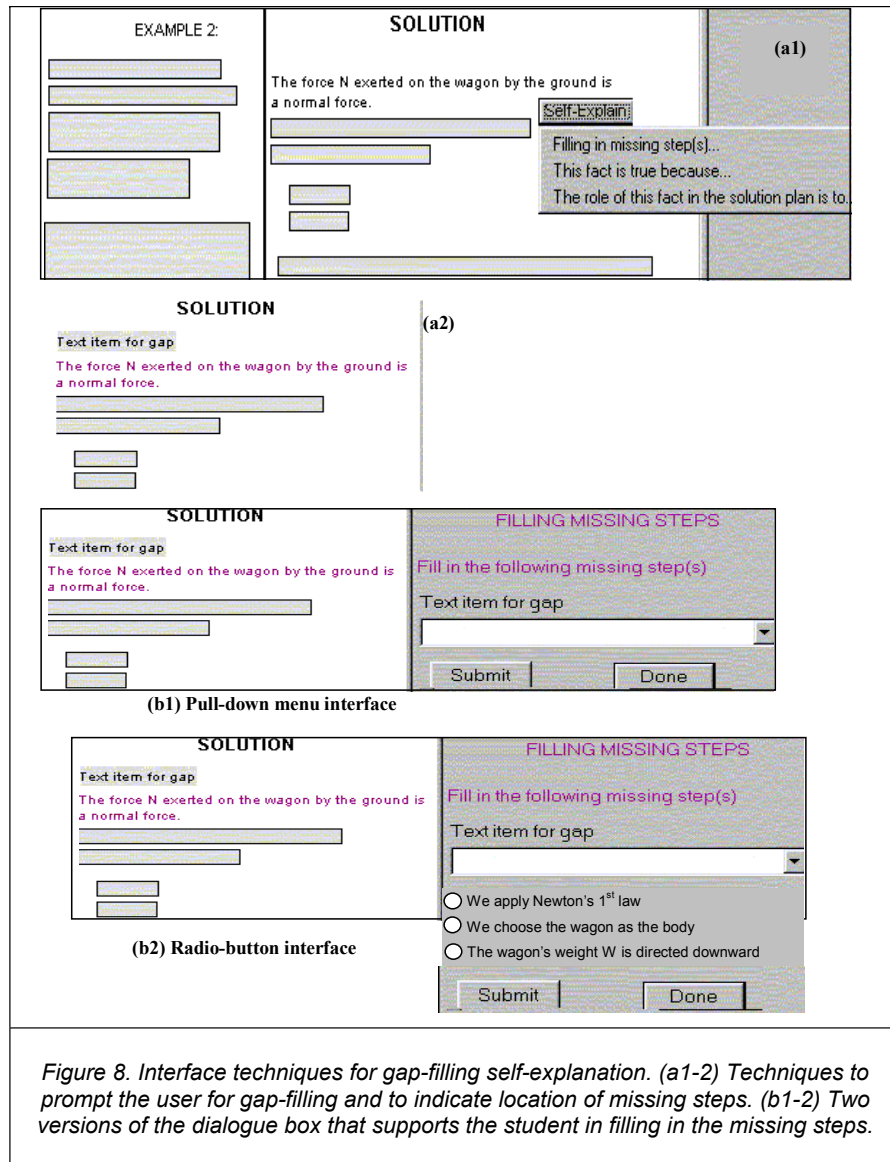 EXAMPLE 2:
SOLUTION
(a1)
The force N exerted on the wagon by the ground is
a normal force.
Self-Explain
Filling in missing step(s)...
This fact is true because...
The role of this fact in the solution plan is to..
SOLUTION
(a2)
Text item for gap
The force N exerted on the wagon by the ground is
a normal force.
SOLUTION
Text item for gap
The force N exerted on the wagon by the ground is
a normal force.
FILLING MISSING STEPS
Fill in the following missing step(s)
Text item for gap
Submit Done
(b1) Pull-down menu interface
SOLUTION
Text item for gap
The force N exerted on the wagon by the ground is
a normal force.
FILLING MISSING STEPS
Fill in the following missing step(s)
Text item for gap
We apply Newton's 1st law
We choose the wagon as the body
The wagon's weight W is directed downward
Submit Done
(b2) Radio-button interface
Figure 8. Interface techniques for gap-filling self-explanation. (a1-2) Techniques to
prompt the user for gap-filling and to indicate location of missing steps. (b1-2) Two
versions of the dialogue box that supports the student in filling in the missing steps.